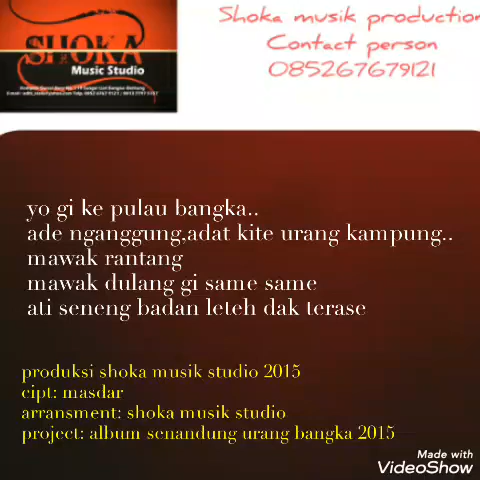 SHOKA
Music Studio
Shoka musik production
Contact person
085267679121
yo gi ke pulau bangka..
ade nganggung,adat kite urang kampung..
mawak rantang
mawak dulang gi same same
ati seneng badan leteh dak terase
produksi shoka musik studio 2015
cipt: masdar
arransment: shoka musik studio
project: album senandung urang bangka 2015
Made with
VideoShow